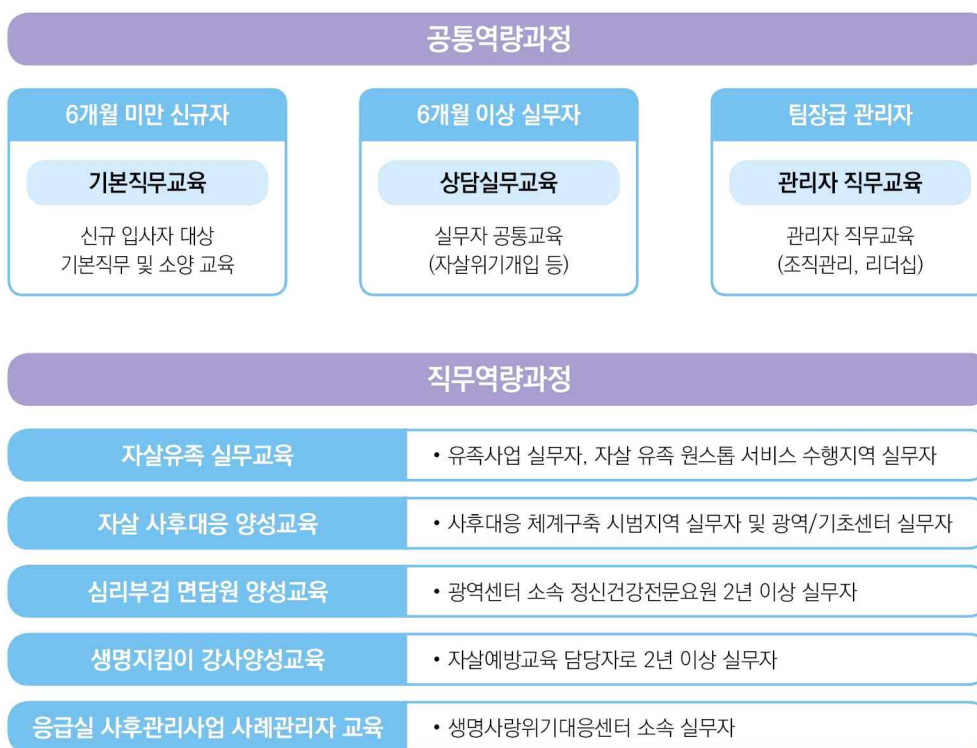 공통역량과정
6개월 미만 신규자
기본직무교육
신규 입사자 대상
기본직무 및 소양 교육
6개월 이상 실무자
상담실무교육
실무자 공통교육
(자살위기개입 등)
팀장급 관리자
관리자 직무교육
관리자 직무교육
(조직관리, 리더십)
직무역량과정
자살유족 실무교육
• 유족사업 실무자, 자살 유족 원스톱 서비스 수행지역 실무자
자살 사후대응 양성교육
• 사후대응 체계구축 시범지역 실무자 및 광역/기초센터 실무자
심리부검 면담원 양성교육
• 광역센터 소속 정신건강전문요원 2년 이상 실무자
생명지킴이 강사양성교육
• 자살예방교육 담당자로 2년 이상 실무자
응급실 사후관리사업 사례관리자 교육
• 생명사랑위기대응센터 소속 실무자